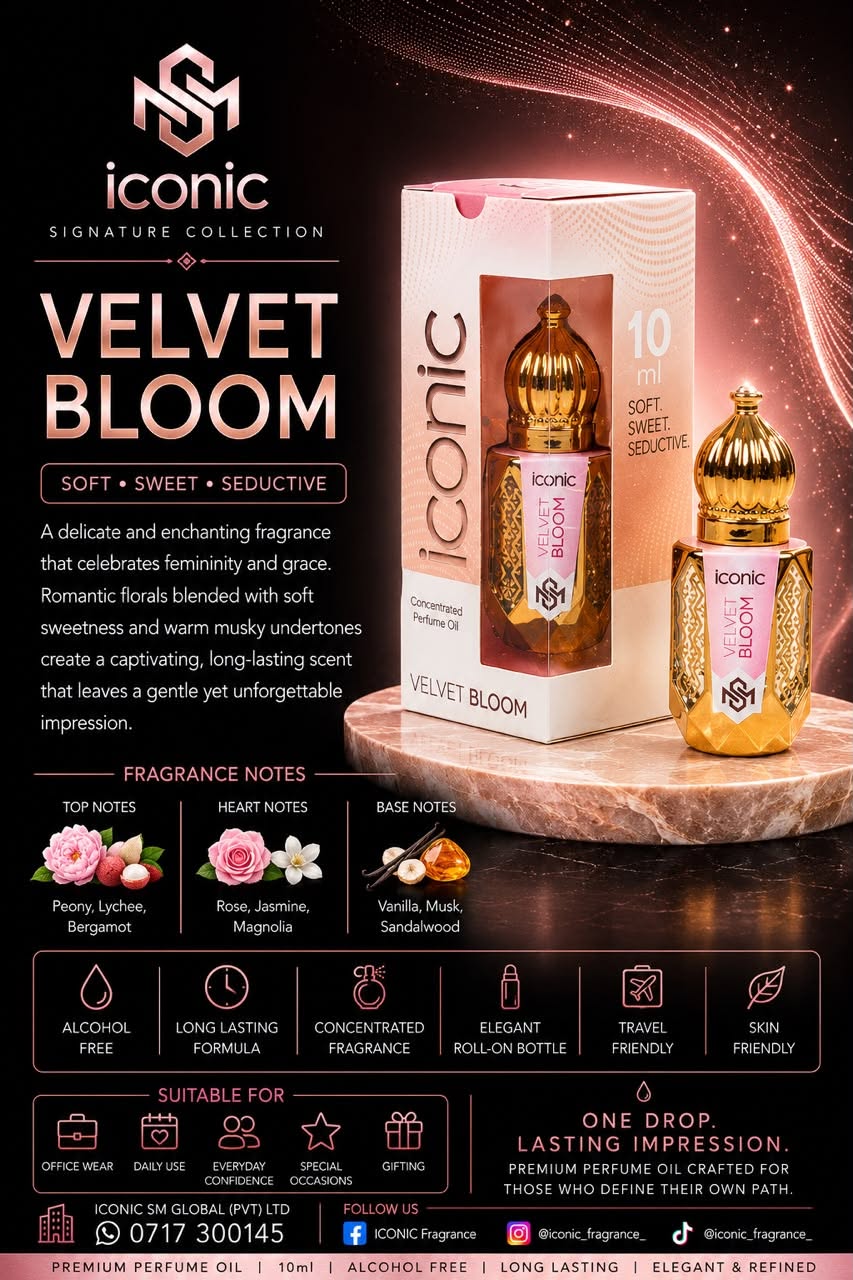 SM
iconic
SIGNATURE COLLECTION
VELVET
BLOOM
SOFT • SWEET • SEDUCTIVE
A delicate and enchanting fragrance
that celebrates femininity and grace.
Romantic florals blended with soft
sweetness and warm musky undertones
create a captivating, long-lasting scent
that leaves a gentle yet unforgettable
impression.
iconic
10
ml
SOFT.
SWEET.
SEDUCTIVE.
iconic
VELVET
BLOOM
SM
Concentrated
Perfume Oil
VELVET BLOOM
iconic
VELVET
BLOOM
SM
FRAGRANCE NOTES
TOP NOTES
Peony, Lychee,
Bergamot
HEART NOTES
Rose, Jasmine,
Magnolia
BASE NOTES
Vanilla, Musk,
Sandalwood
ALCOHOL
FREE
LONG LASTING
FORMULA
CONCENTRATED
FRAGRANCE
ELEGANT
ROLL-ON BOTTLE
TRAVEL
FRIENDLY
SKIN
FRIENDLY
SUITABLE FOR
OFFICE WEAR
DAILY USE
EVERYDAY
CONFIDENCE
SPECIAL
OCCASIONS
GIFTING
ONE DROP.
LASTING IMPRESSION.
PREMIUM PERFUME OIL CRAFTED FOR
THOSE WHO DEFINE THEIR OWN PATH.
ICONIC SM GLOBAL (PVT) LTD
0717 300145
FOLLOW US
ICONIC Fragrance
@iconic_fragrance_
@iconic_fragrance_
PREMIUM PERFUME OIL | 10ml | ALCOHOL FREE | LONG LASTING | ELEGANT & REFINED